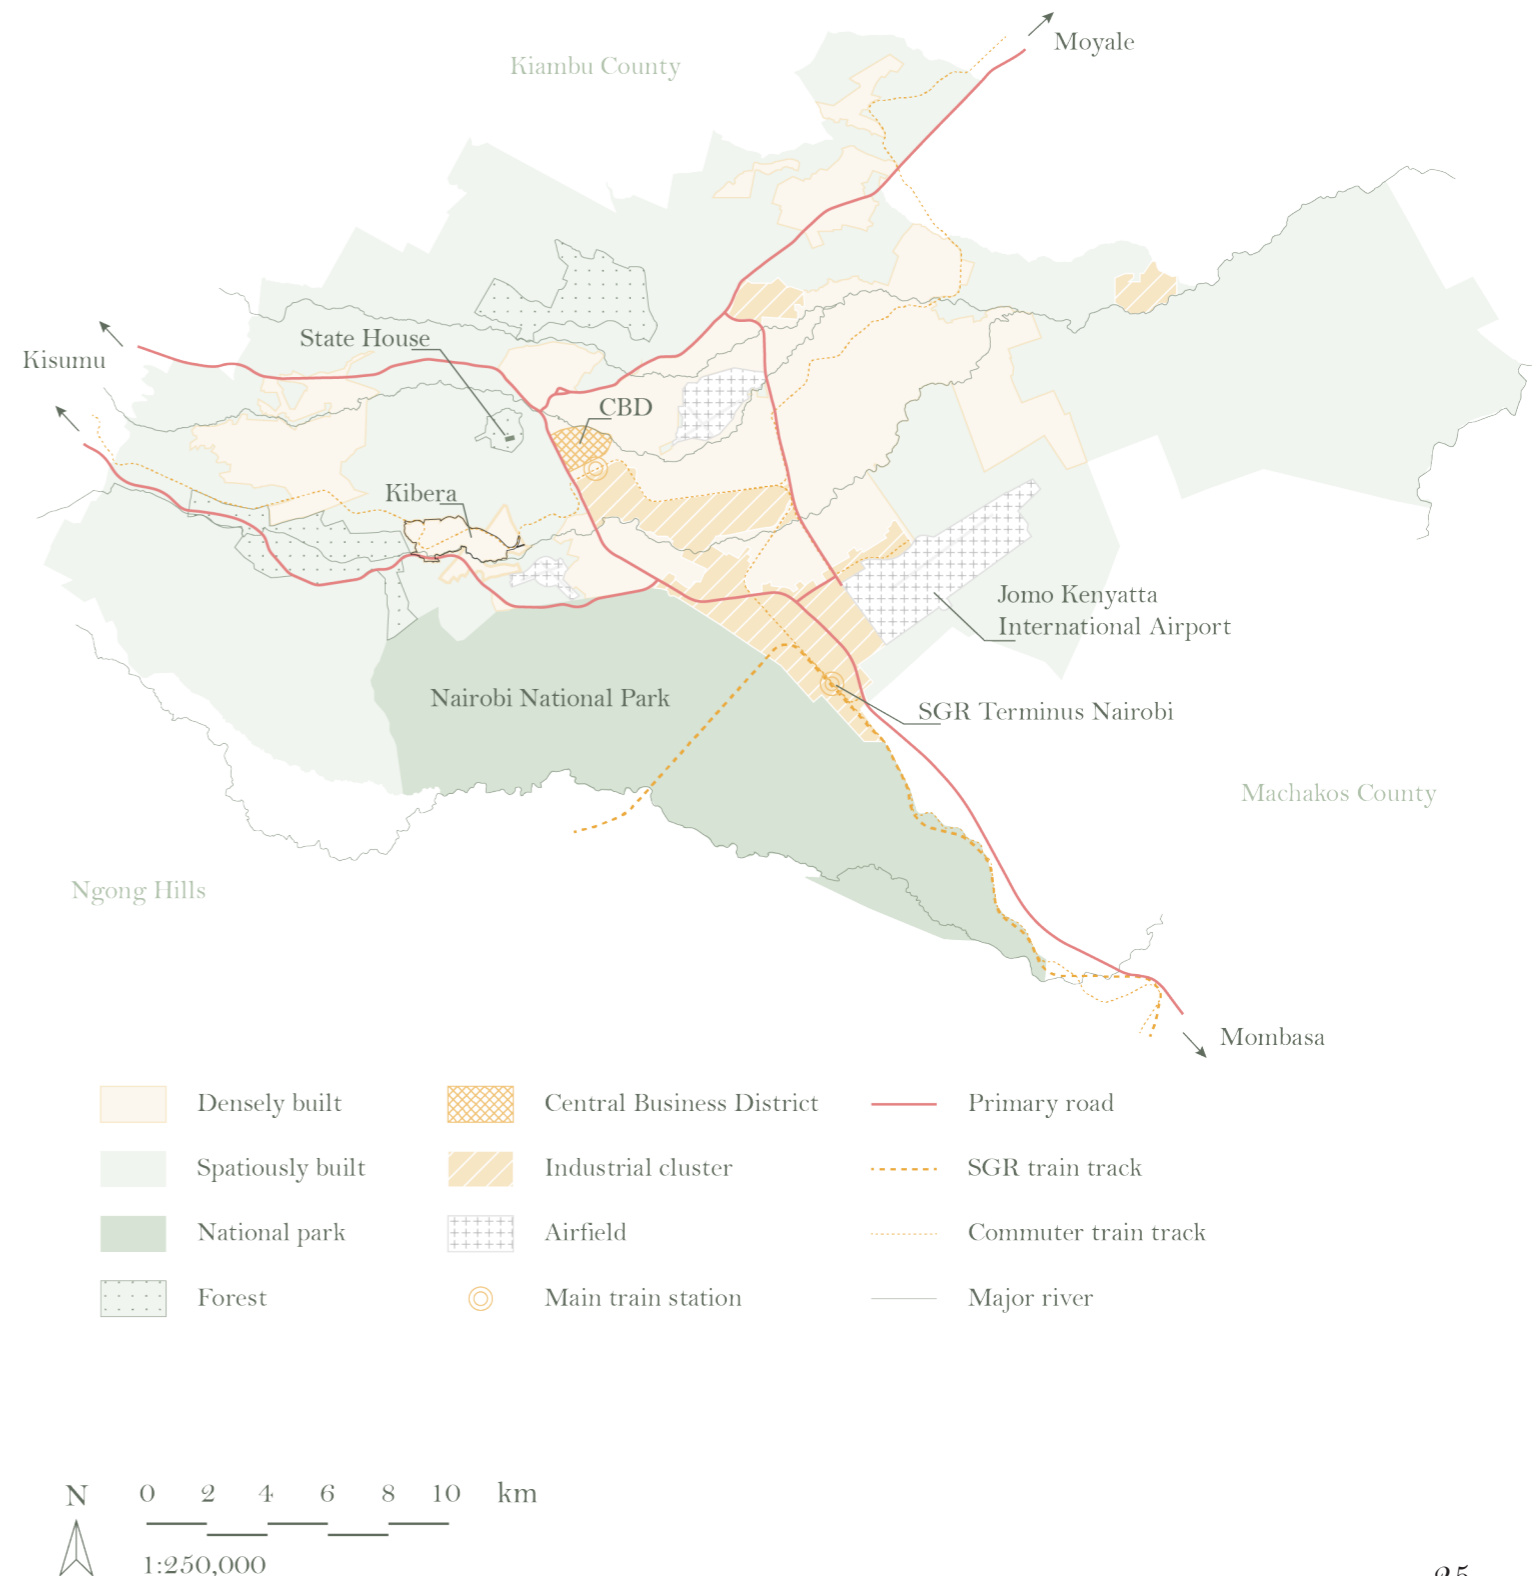 Moyale
Kiambu County
State House
Kisumu
CBD
Kibera
Jomo Kenyatta
International Airport
Nairobi National Park
SGR Terminus Nairobi
Machakos County
Ngong Hills
Mombasa
Densely built
Central Business District
Primary road
Spatiously built
Industrial cluster
SGR train track
National park
Airfield
Commuter train track
Forest
Main train station
Major river
N 0 2 4 6 8 10 km
1:250,000
25